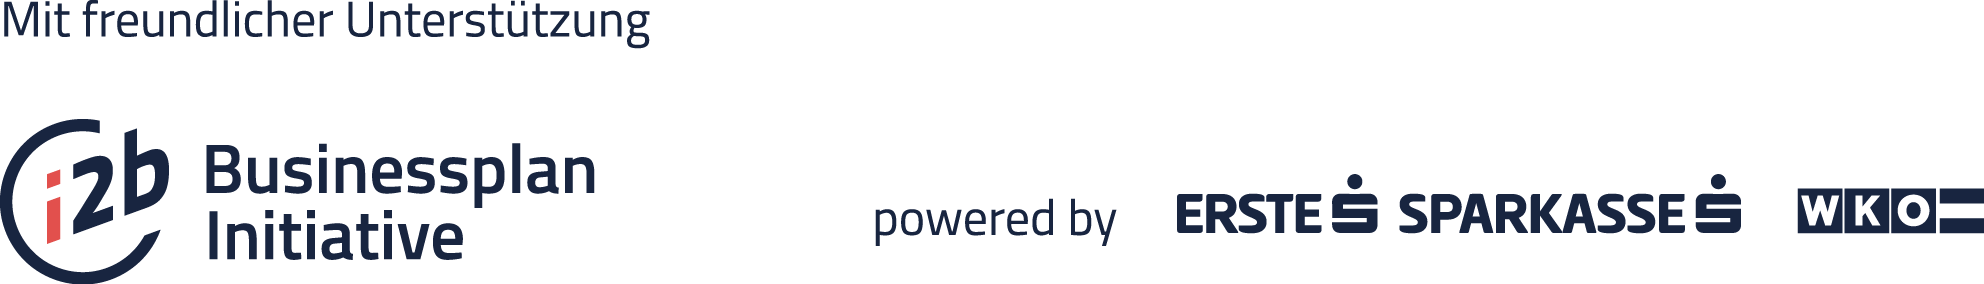 Mit freundlicher Unterstützung
i2b
Businessplan
Initiative
powered by ERSTE SPARKASSE WKO